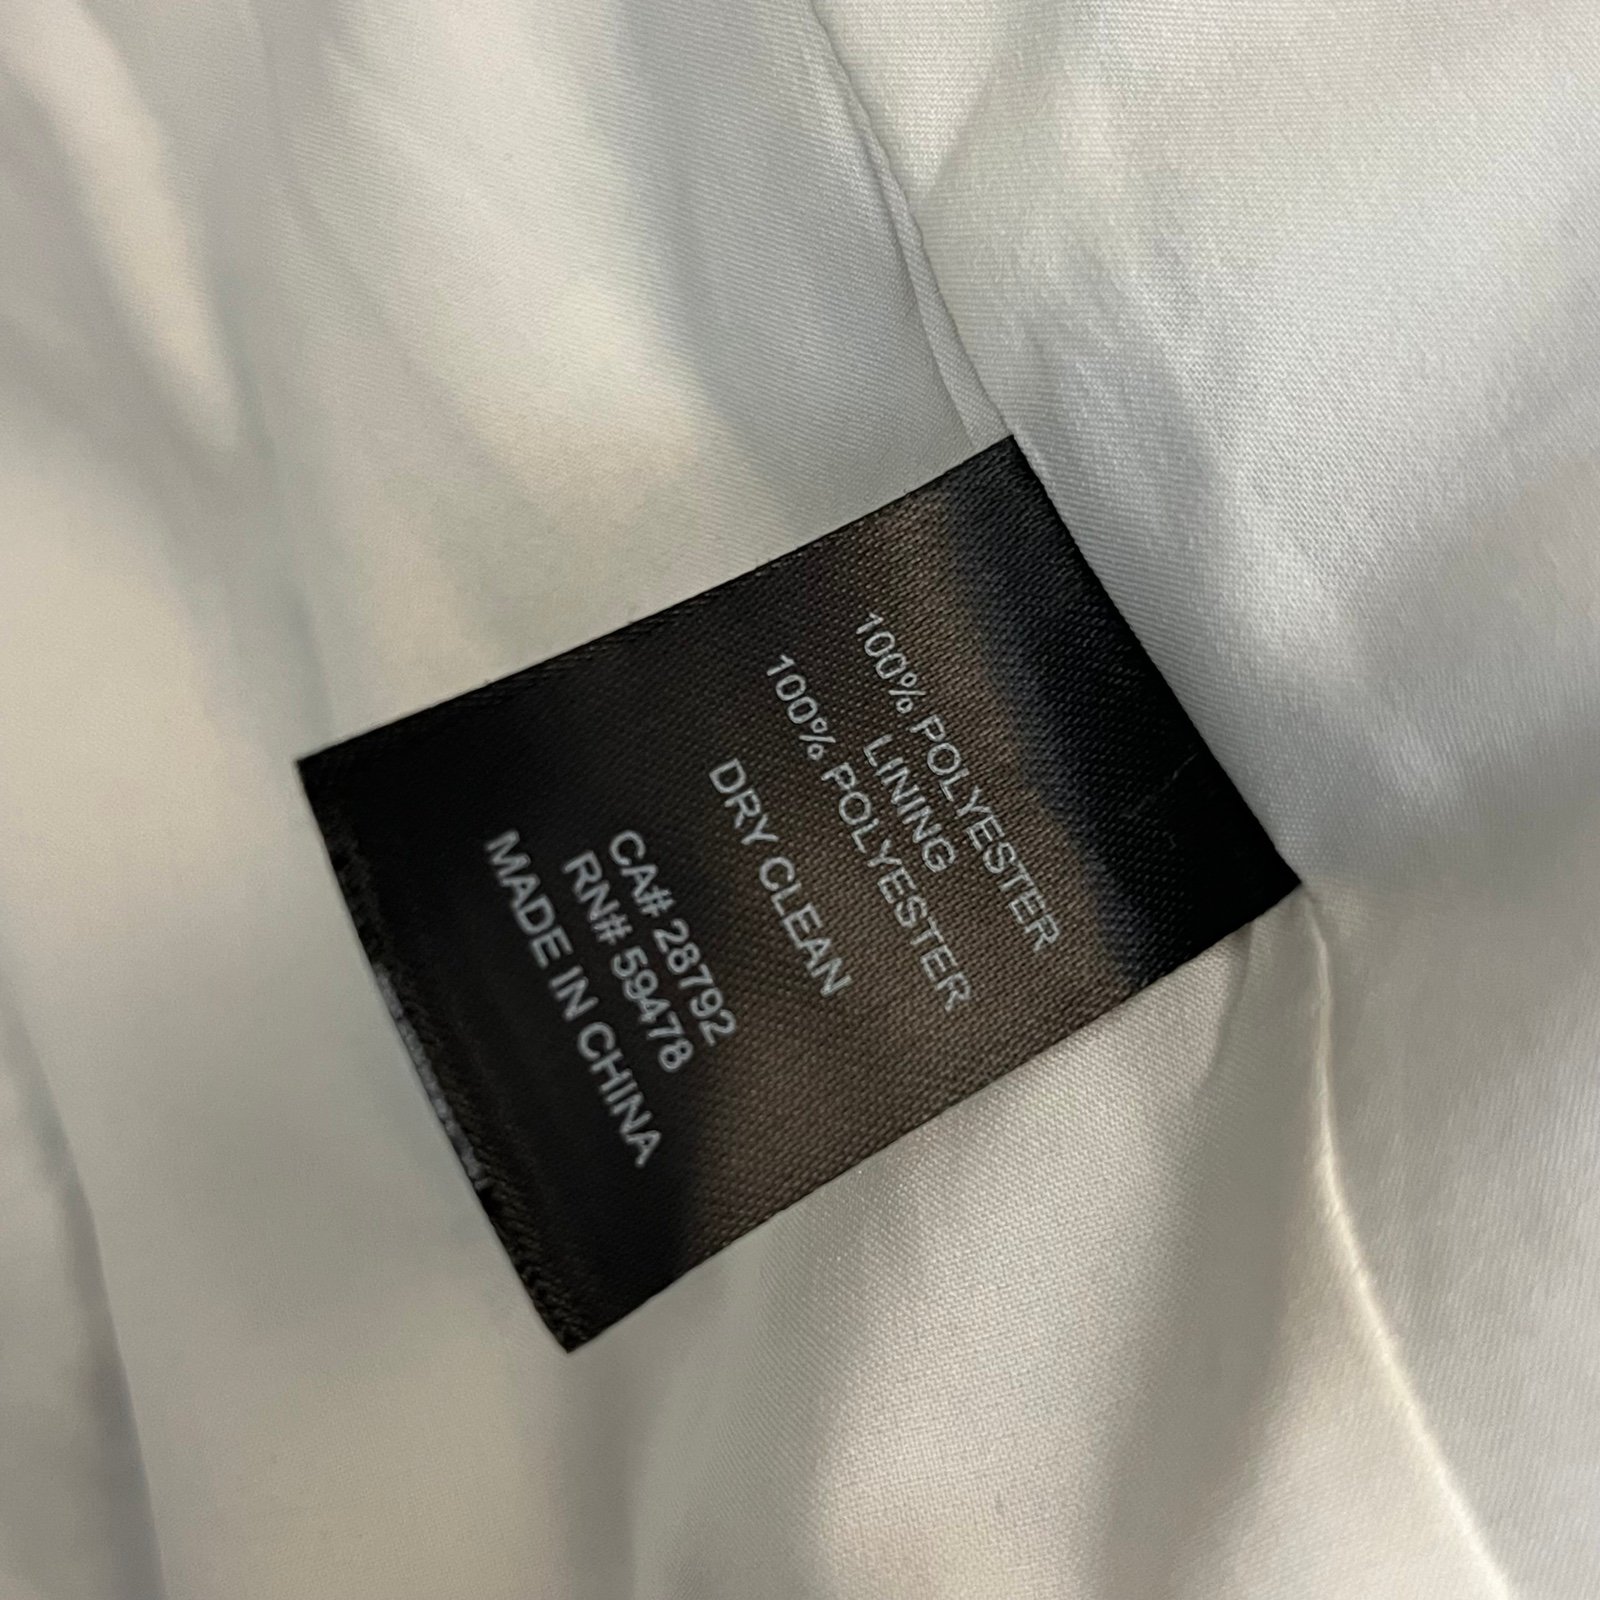 100% POLYESTER
LINING
100% POLYESTER
DRY CLEAN
CA# 28792
RN# 59478
MADE IN CHINA